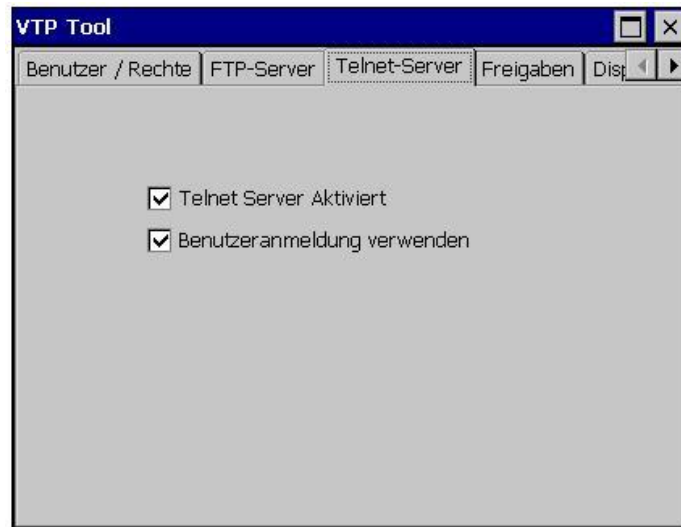 VTP Tool
Benutzer / Rechte FTP-Server Telnet-Server Freigaben
Telnet Server Aktiviert
Benutzeranmeldung verwenden